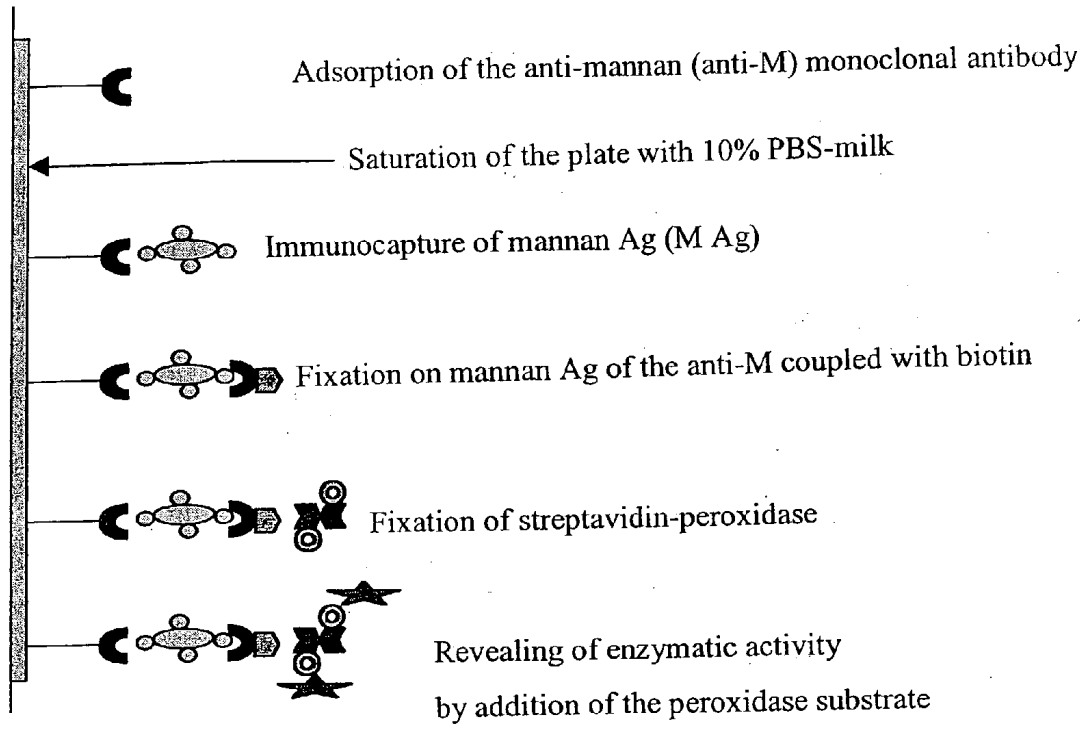 Adsorption of the anti-mannan (anti-M) monoclonal antibody
Saturation of the plate with 10% PBS-milk
Immunocapture of mannan Ag (M Ag)
Fixation on mannan Ag of the anti-M coupled with biotin
Fixation of streptavidin-peroxidase
Revealing of enzymatic activity
by addition of the peroxidase substrate